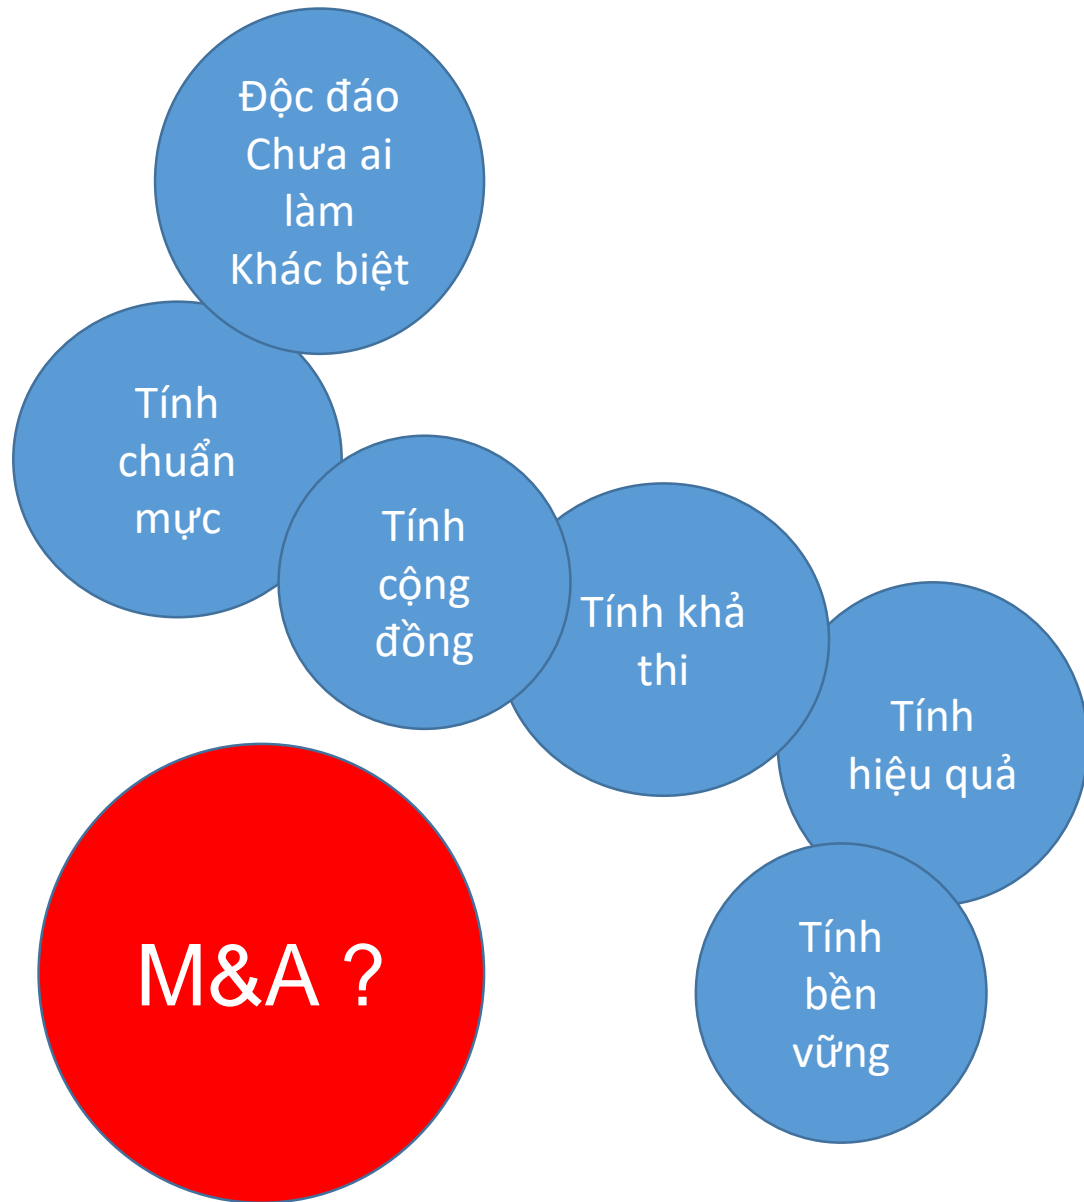 Độc đáo
Chưa ai
làm
Khác biệt
Tính
chuẩn
mực
Tính
cộng
đồng
Tính khả
thi
Tính
hiệu quả
Tính
bền
vững
M&A ?